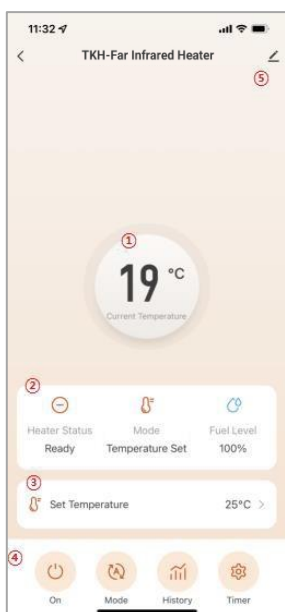 11:32
TKH-Far Infrared Heater
⑤
①
19 °C
Current Temperature
②
Heater Status Mode Fuel Level
Ready Temperature Set 100%
③
Set Temperature 25°C
④
On Mode History Timer